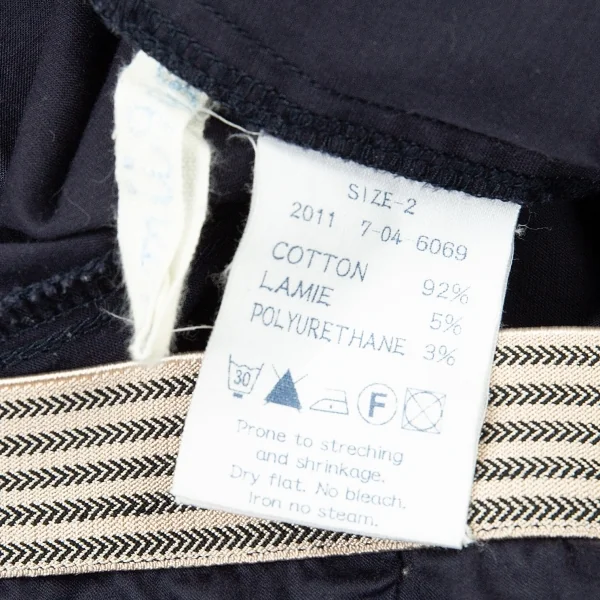 SIZE-2
2011 7-04-6069
COTTON 92%
LAMIE 5%
POLYURETHANE 3%
30 F
Prone to streching
and shrinkage.
Dry flat. No bleach.
Iron no steam.